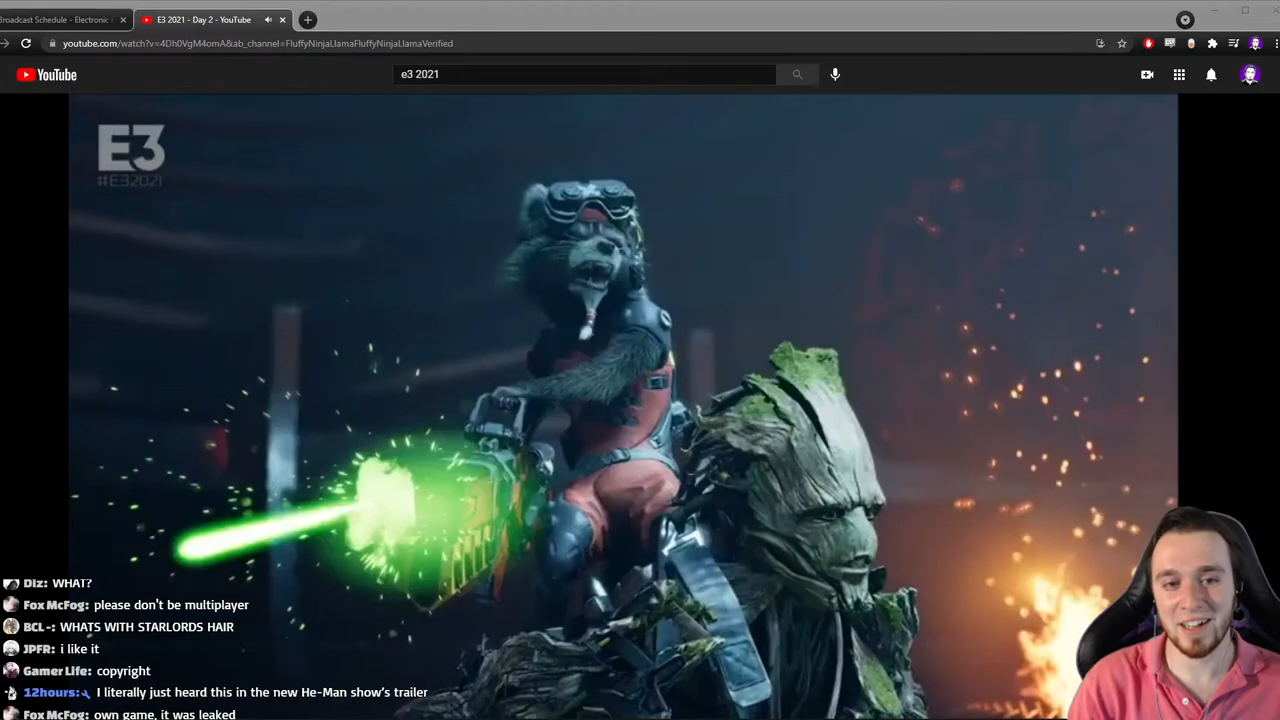 Broadcast Schedule - Electronic
E3 2021 - Day 2 - YouTube
youtube.com/watch?v=4Dh0VgM4omA&ab_channel=FluffyNinjaLlamaFluffyNinjaLlamaVerified
YouTube
e3 2021
E3
#E32021
Diz: WHAT?
Fox McFog: please don't be multiplayer
BCL-: WHATS WITH STARLORDS HAIR
JPFR: i like it
Gamer Life: copyright
12hours: I literally just heard this in the new He-Man show's trailer
Fox McFog: own game, it was leaked